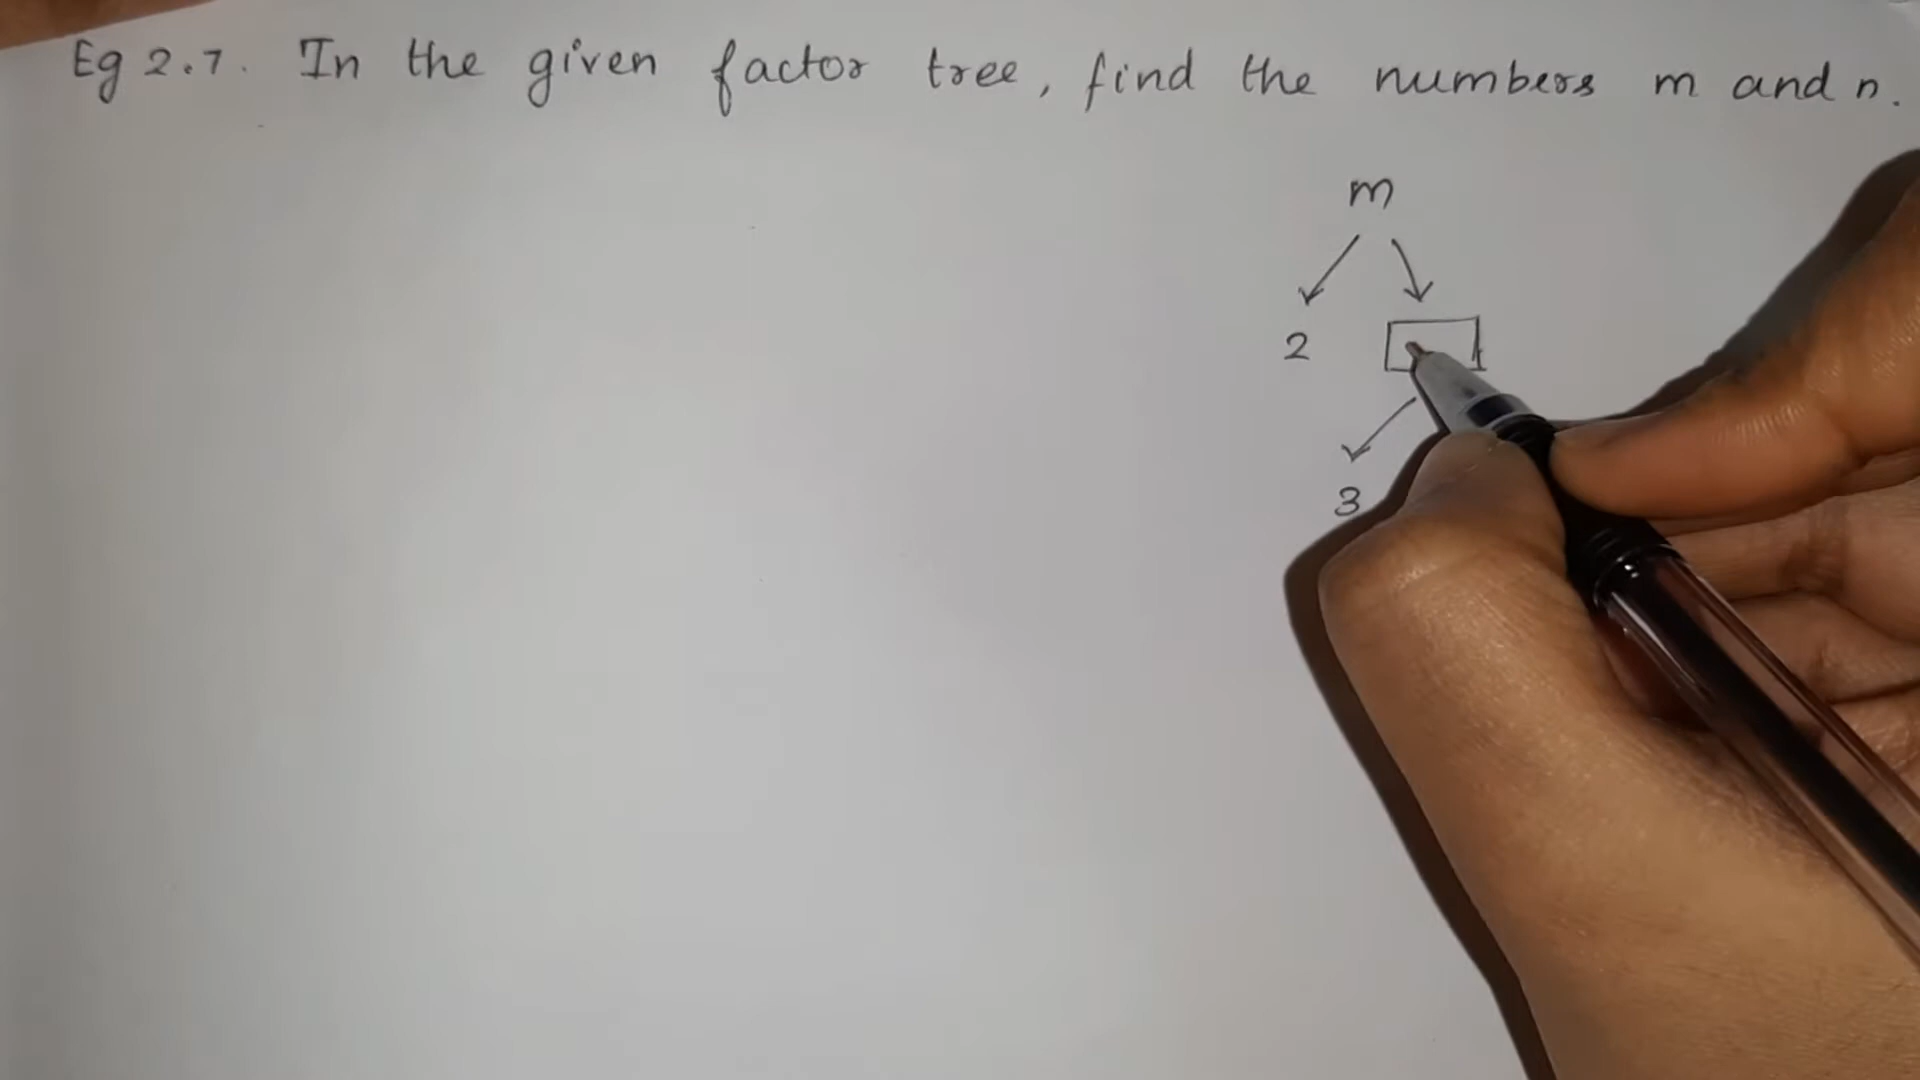 Eg 2.7. In the given factor tree, find the numbers m and n.
m
2
3